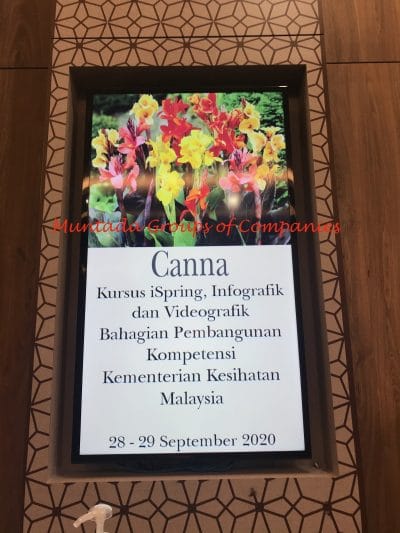 Muntada Groups of Companies
Canna
Kursus iSpring, Infografik
dan Videografik
Bahagian Pembangunan
Kompetensi
Kementerian Kesihatan
Malaysia
28 - 29 September 2020